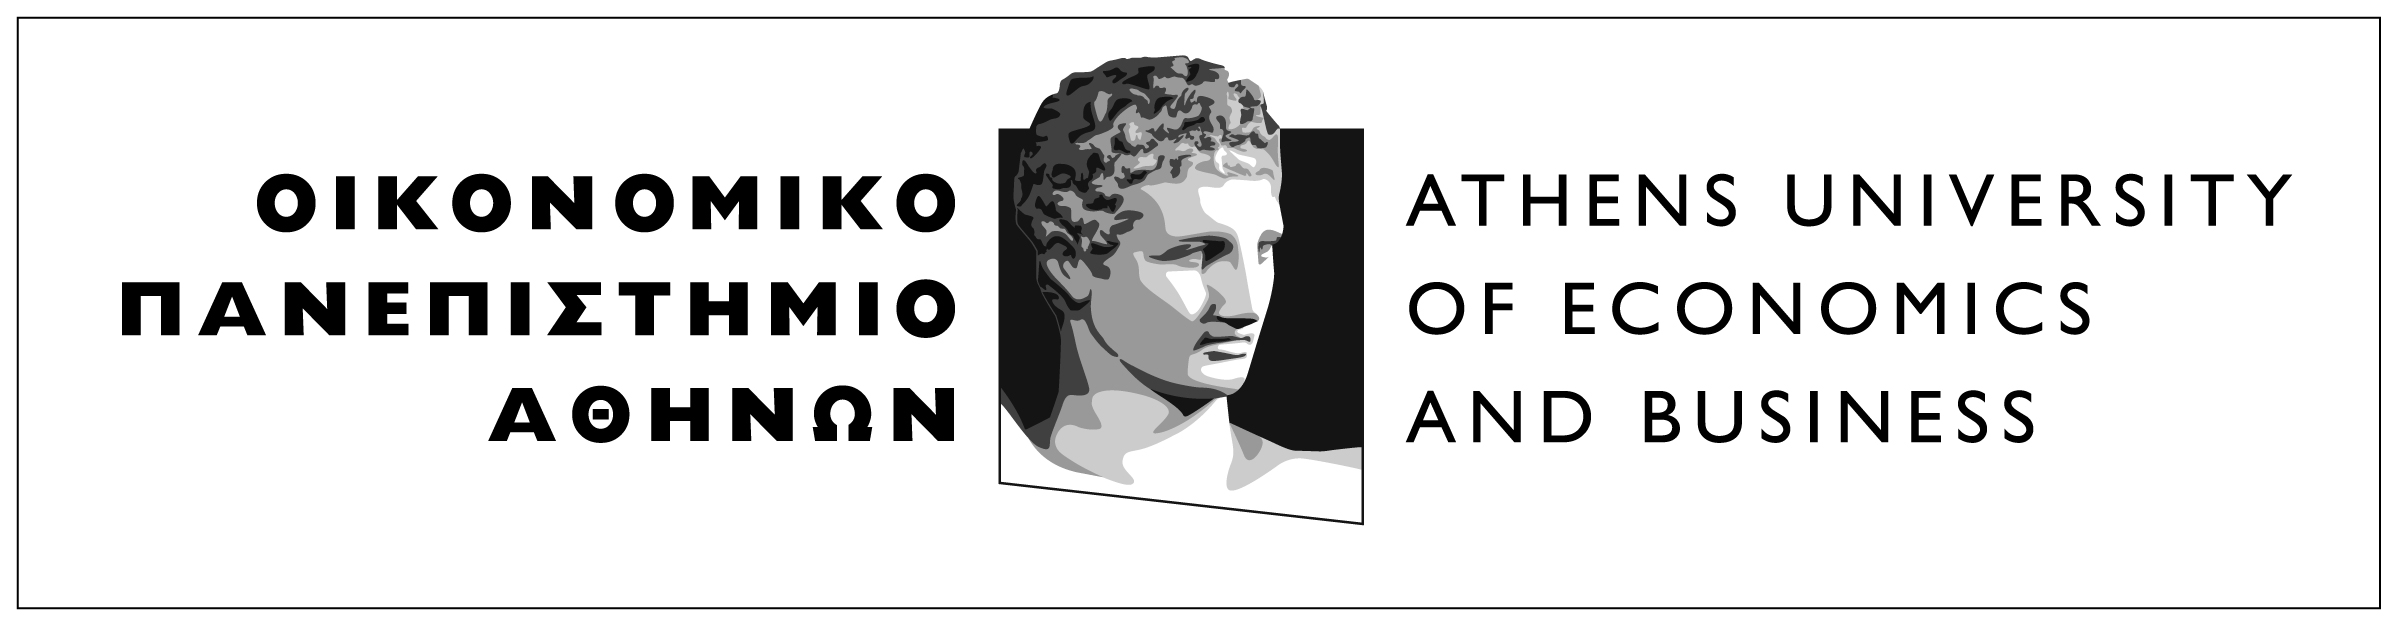 ΟΙΚΟΝΟΜΙΚΟ
ΠΑΝΕΠΙΣΤΗΜΙΟ
ΑΘΗΝΩΝ
ATHENS UNIVERSITY
OF ECONOMICS
AND BUSINESS